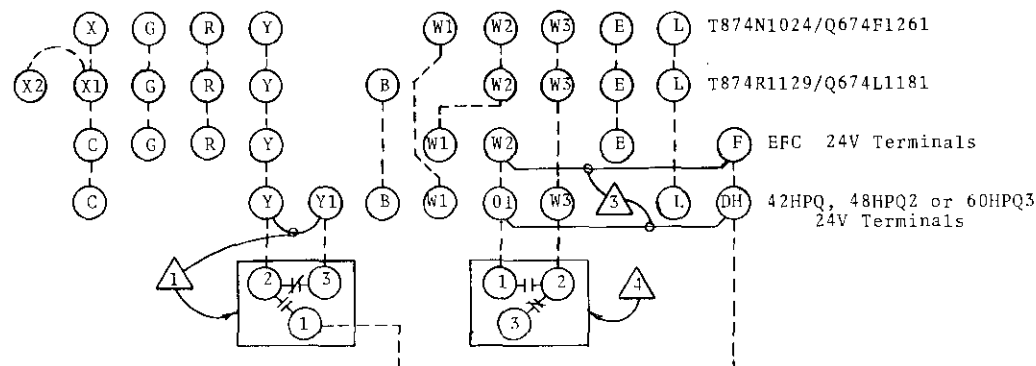 X G R Y W1 W2 W3 E L T874N1024/Q674F1261
X2 X1 G R Y B W2 W3 E L T874R1129/Q674L1181
C G R Y W1 W2 E F EFC 24V Terminals
C Y Y1 B W1 O1 W3 3 L DH 42HPQ, 48HPQ2 or 60HPQ3
24V Terminals
1 2 3 1 2 4
1 3